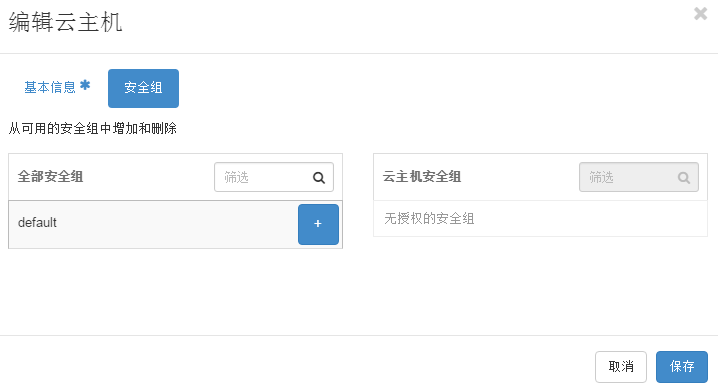 编辑云主机
基本信息 *
安全组
从可用的安全组中增加和删除
全部安全组
筛选
云主机安全组
筛选
default
+
无授权的安全组
取消
保存